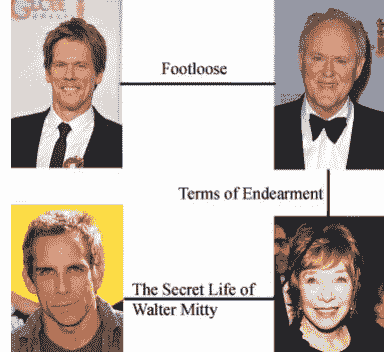 Footloose
Terms of Endearment
The Secret Life of
Walter Mitty